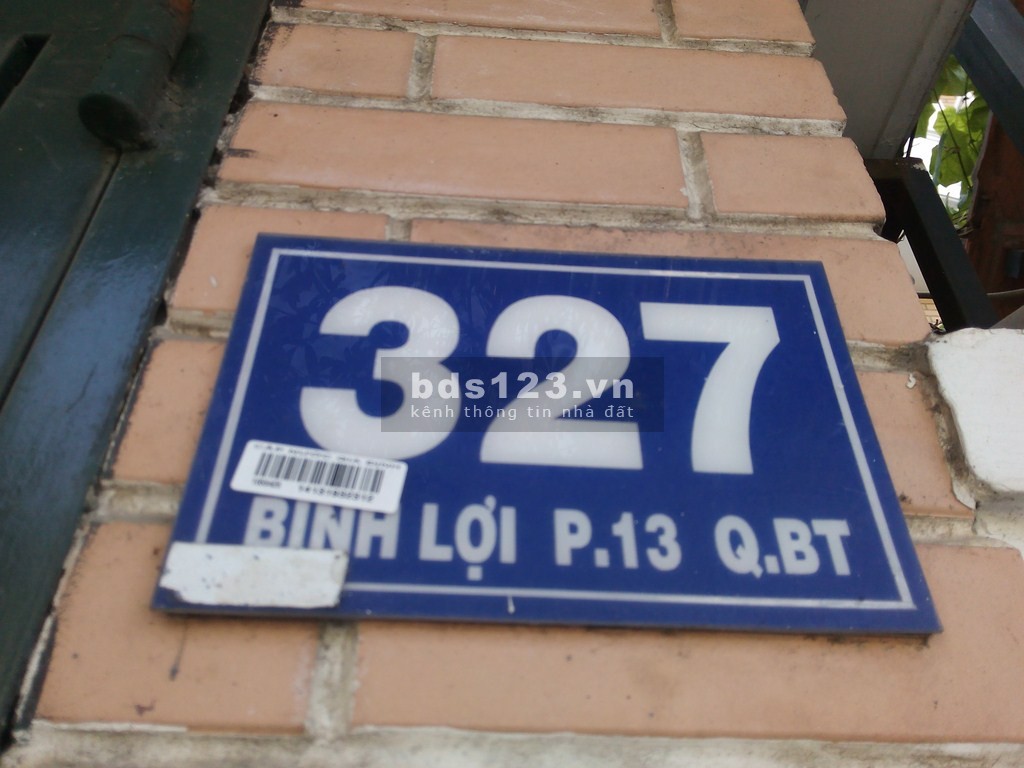 327
bds123.vn
kênh thông tin nhà đất
BÌNH LỢI P.13 Q.BT